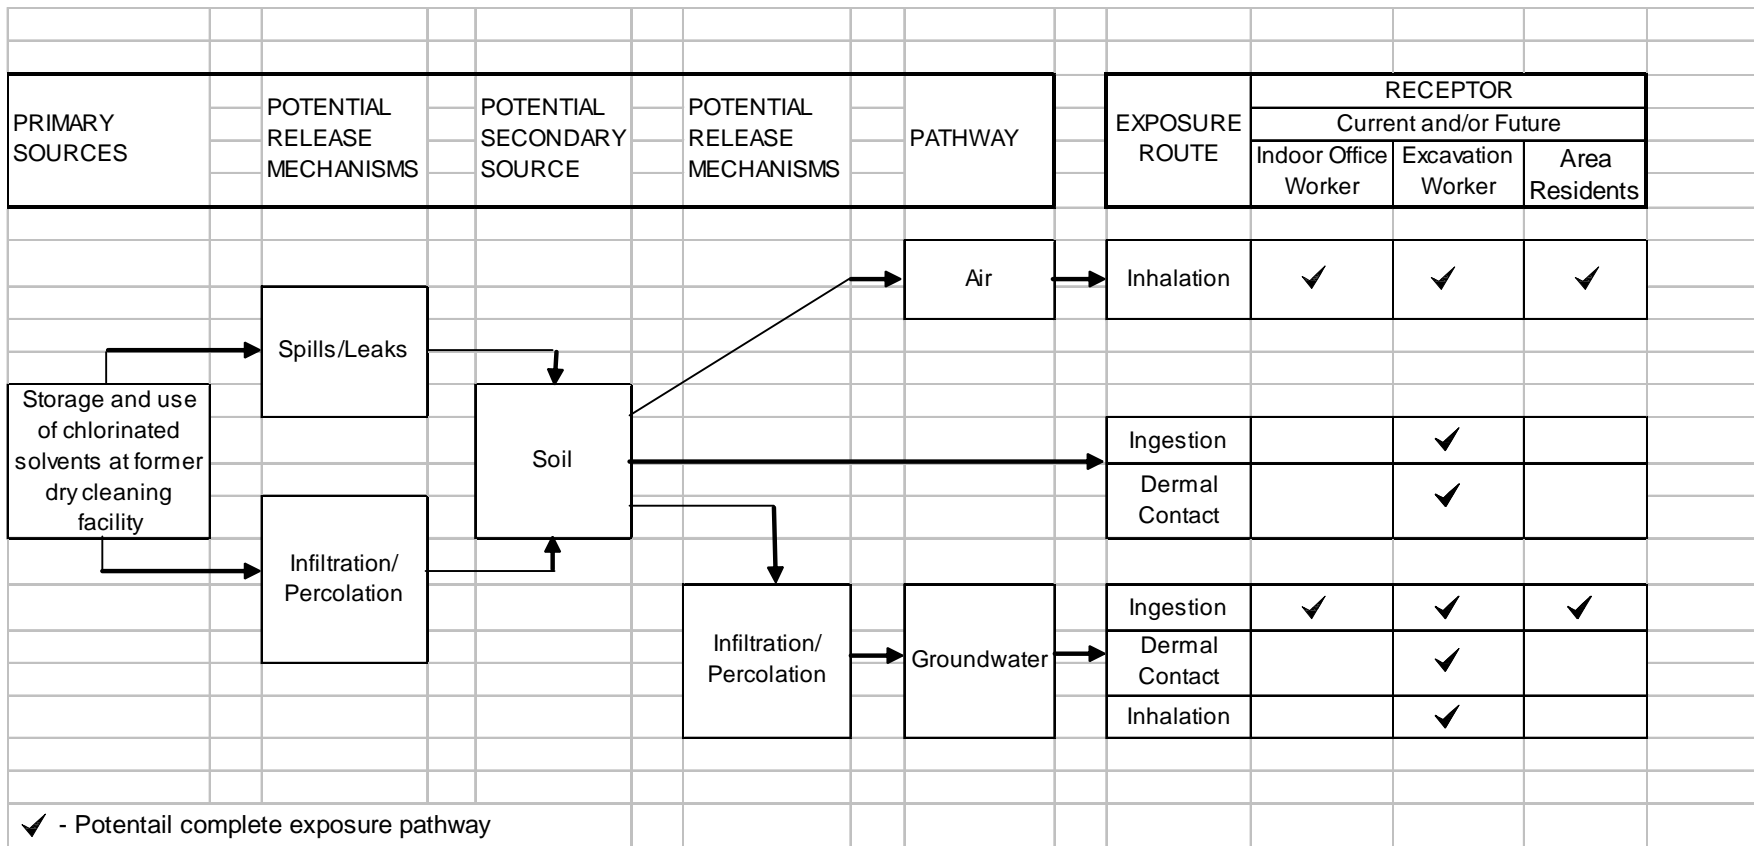 PRIMARY
SOURCES
POTENTIAL
RELEASE
MECHANISMS
POTENTIAL
SECONDARY
SOURCE
POTENTIAL
RELEASE
MECHANISMS
PATHWAY
EXPOSURE
ROUTE
RECEPTOR
Current and/or Future
Indoor Office
Worker
Excavation
Worker
Area
Residents
Air
Inhalation
✓ ✓ ✓
Spills/Leaks
Storage and use
of chlorinated
solvents at former
dry cleaning
facility
Soil
Ingestion
✓
Dermal
Contact
✓
Infiltration/
Percolation
Infiltration/
Percolation
Groundwater
Ingestion
✓ ✓ ✓
Dermal
Contact
✓
Inhalation
✓
✓ - Potentail complete exposure pathway